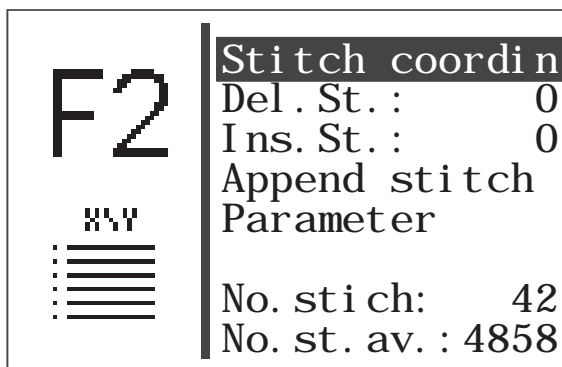 F2
X\Y
Stitch coordin
Del.St.: 0
Ins.St.: 0
Append stitch
Parameter
No.stich: 42
No.st.av.:4858